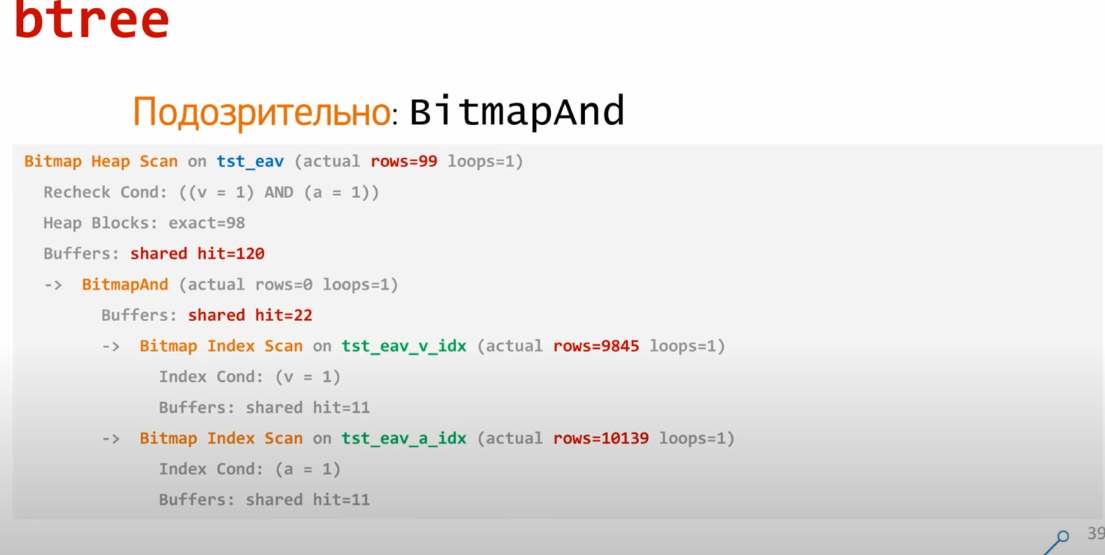 btree
Подозрительно: BitmapAnd
Bitmap Heap Scan on tst_eav (actual rows=99 loops=1)
Recheck Cond: ((v = 1) AND (a = 1))
Heap Blocks: exact=98
Buffers: shared hit=120
-> BitmapAnd (actual rows=0 loops=1)
Buffers: shared hit=22
-> Bitmap Index Scan on tst_eav_v_idx (actual rows=9845 loops=1)
Index Cond: (v = 1)
Buffers: shared hit=11
-> Bitmap Index Scan on tst_eav_a_idx (actual rows=10139 loops=1)
Index Cond: (a = 1)
Buffers: shared hit=11
39